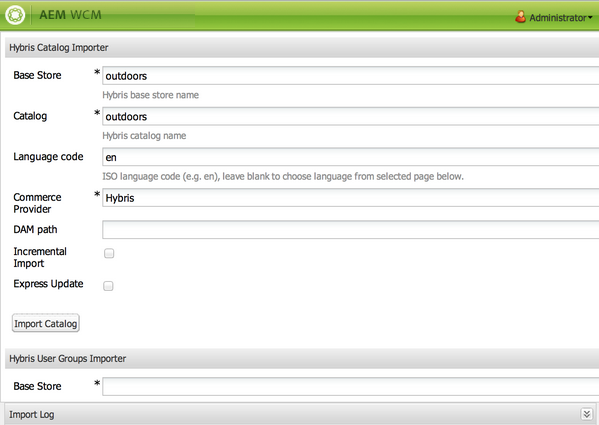 AEM WCM
Administrator
Hybris Catalog Importer
Base Store * outdoors
Hybris base store name
Catalog * outdoors
Hybris catalog name
Language code en
ISO language code (e.g. en), leave blank to choose language from selected page below.
Commerce Provider * Hybris
DAM path
Incremental Import
Express Update
Import Catalog
Hybris User Groups Importer
Base Store *
Import Log